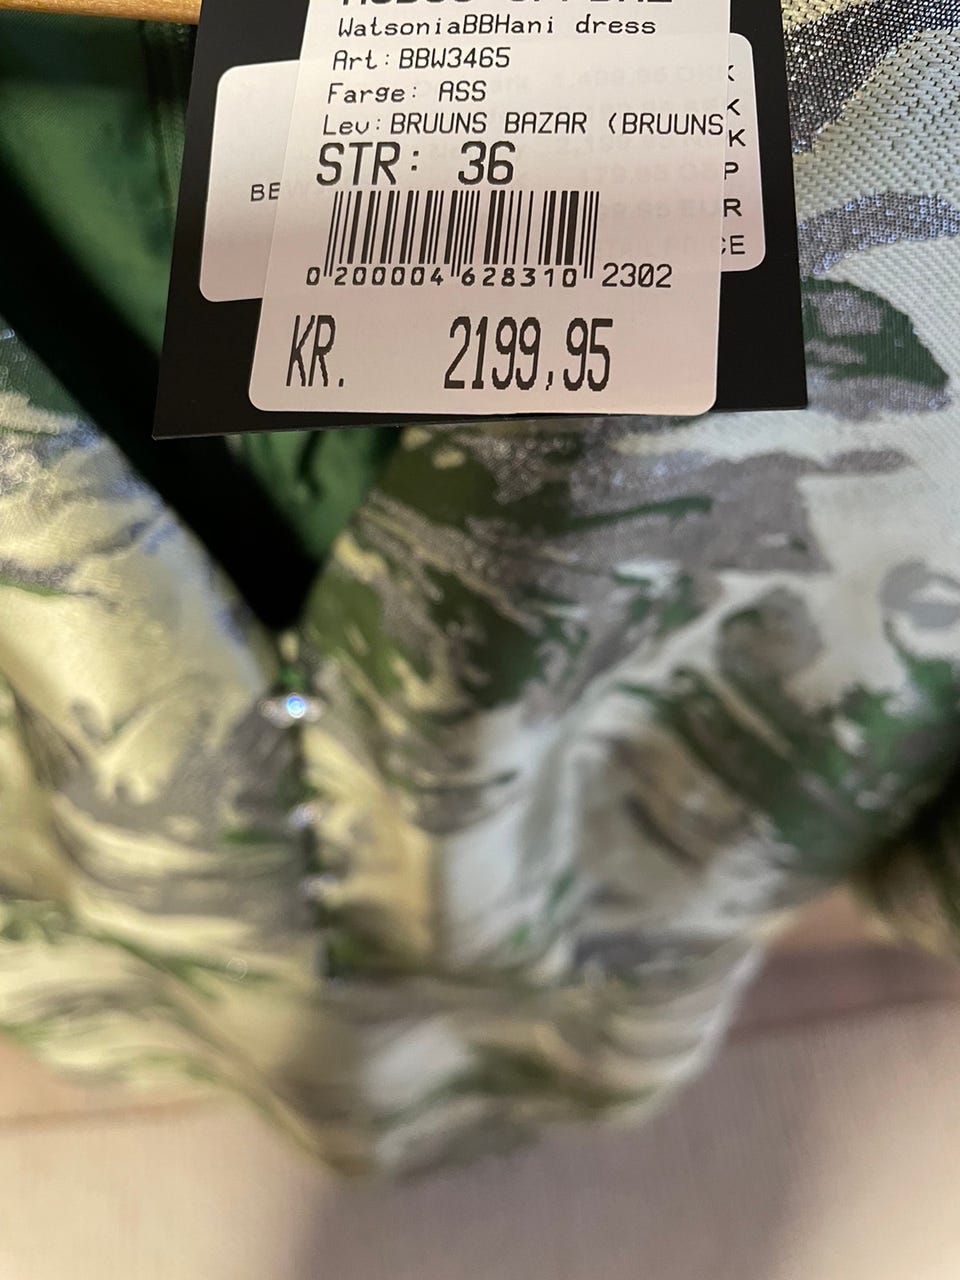 WatsoniaBBHani dress
Art: BBW3465
Farge: ASS
Lev: BRUUNS BAZAR (BRUUNS
STR: 36
0 200004 628310 2302
KR. 2199,95
BE
K
K
K
P
R
E